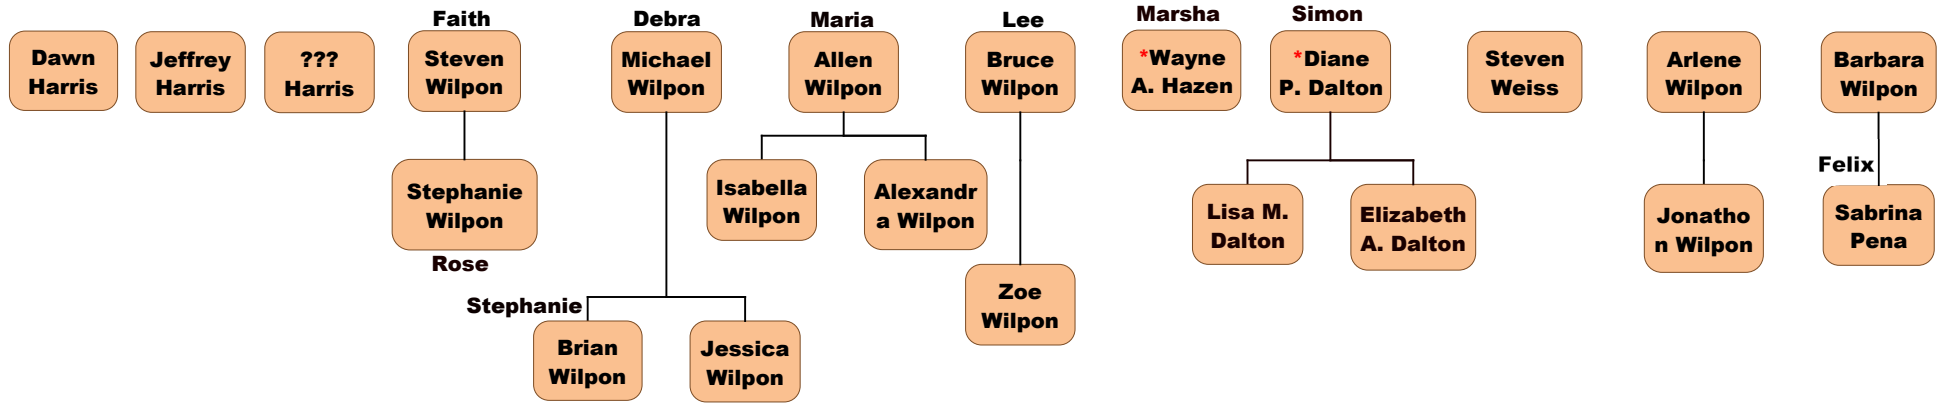 Faith
Debra
Maria
Lee
Marsha
Simon
Dawn
Harris
Jeffrey
Harris
???
Harris
Steven
Wilpon
Michael
Wilpon
Allen
Wilpon
Bruce
Wilpon
*Wayne
A. Hazen
*Diane
P. Dalton
Steven
Weiss
Arlene
Wilpon
Barbara
Wilpon
Felix
Stephanie
Wilpon
Rose
Isabella
Wilpon
Alexandr
a Wilpon
Lisa M.
Dalton
Elizabeth
A. Dalton
Jonatho
n Wilpon
Sabrina
Pena
Zoe
Wilpon
Stephanie
Brian
Wilpon
Jessica
Wilpon